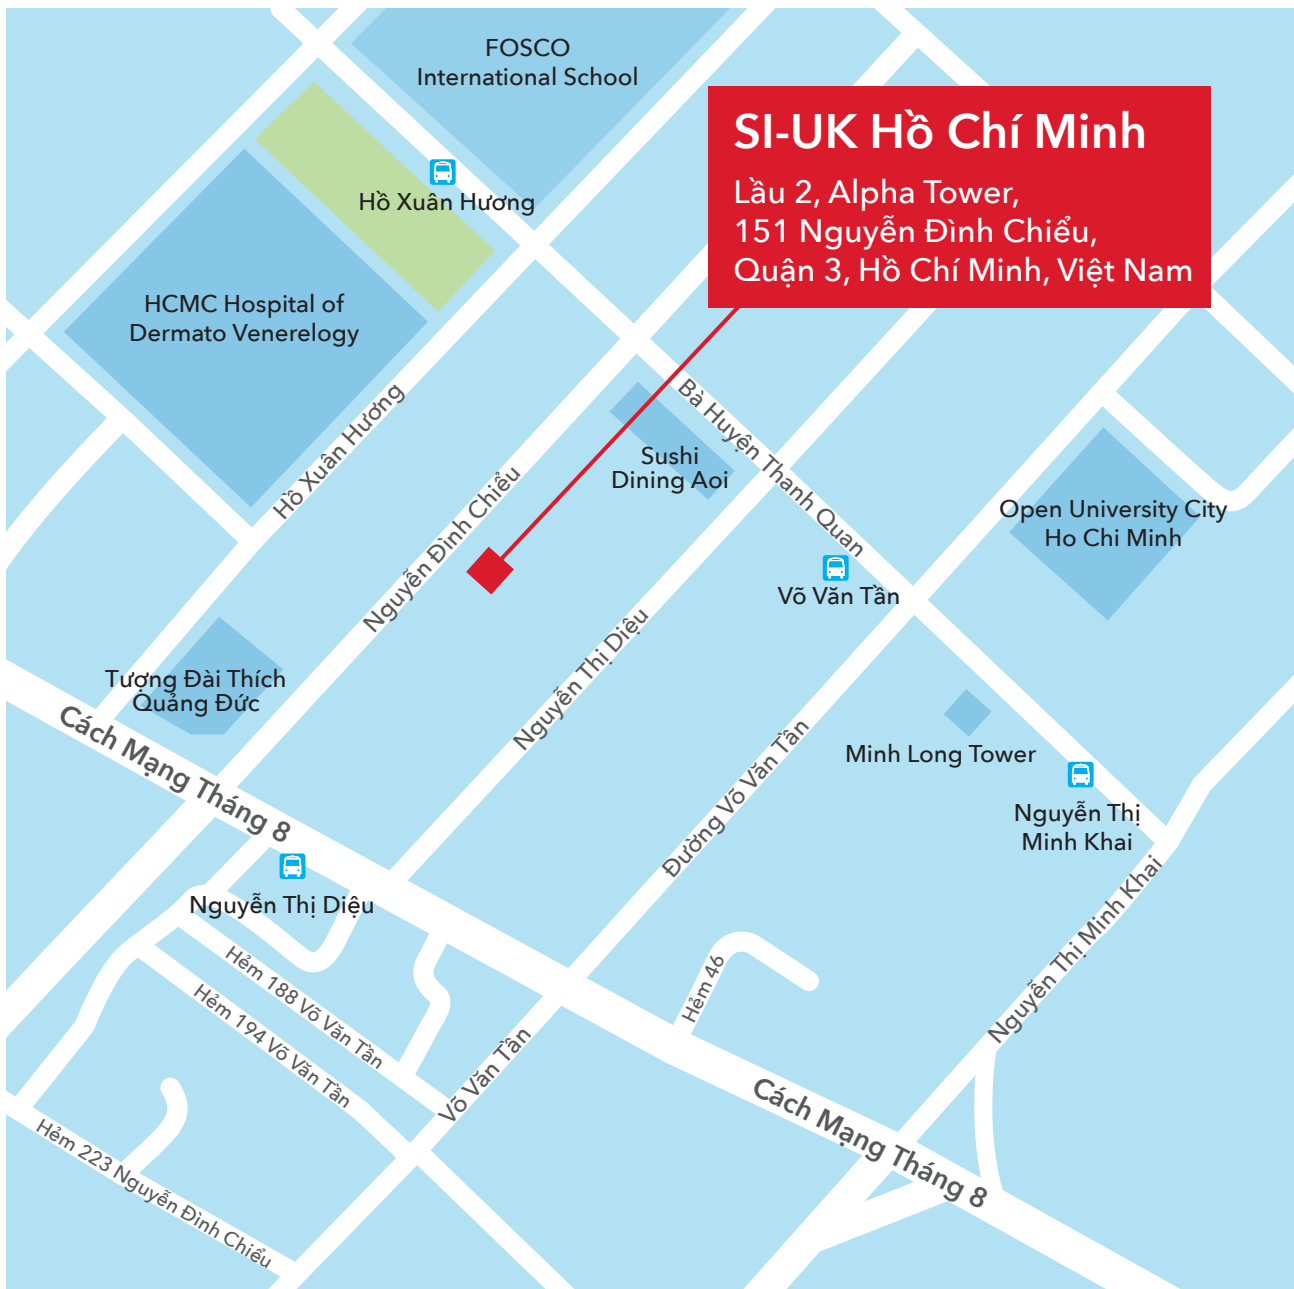 FOSCO
International School
SI-UK Hồ Chí Minh
Lầu 2, Alpha Tower,
151 Nguyễn Đình Chiểu,
Quận 3, Hồ Chí Minh, Việt Nam
Hồ Xuân Hương
HCMC Hospital of
Dermato Venerelogy
Hồ Xuân Hương
Bà Huyện Thanh Quan
Sushi
Dining Aoi
Nguyễn Đình Chiểu
Open University City
Ho Chi Minh
Võ Văn Tần
Nguyễn Thị Diệu
Tượng Đài Thích
Quảng Đức
Cách Mạng Tháng 8
Đường Võ Văn Tần
Minh Long Tower
Nguyễn Thị
Minh Khai
Nguyễn Thị Diệu
Nguyễn Thị Minh Khai
Hẻm 188 Võ Văn Tần
Hẻm 194 Võ Văn Tần
Hẻm 46
Võ Văn Tần
Cách Mạng Tháng 8
Hẻm 223 Nguyễn Đình Chiểu